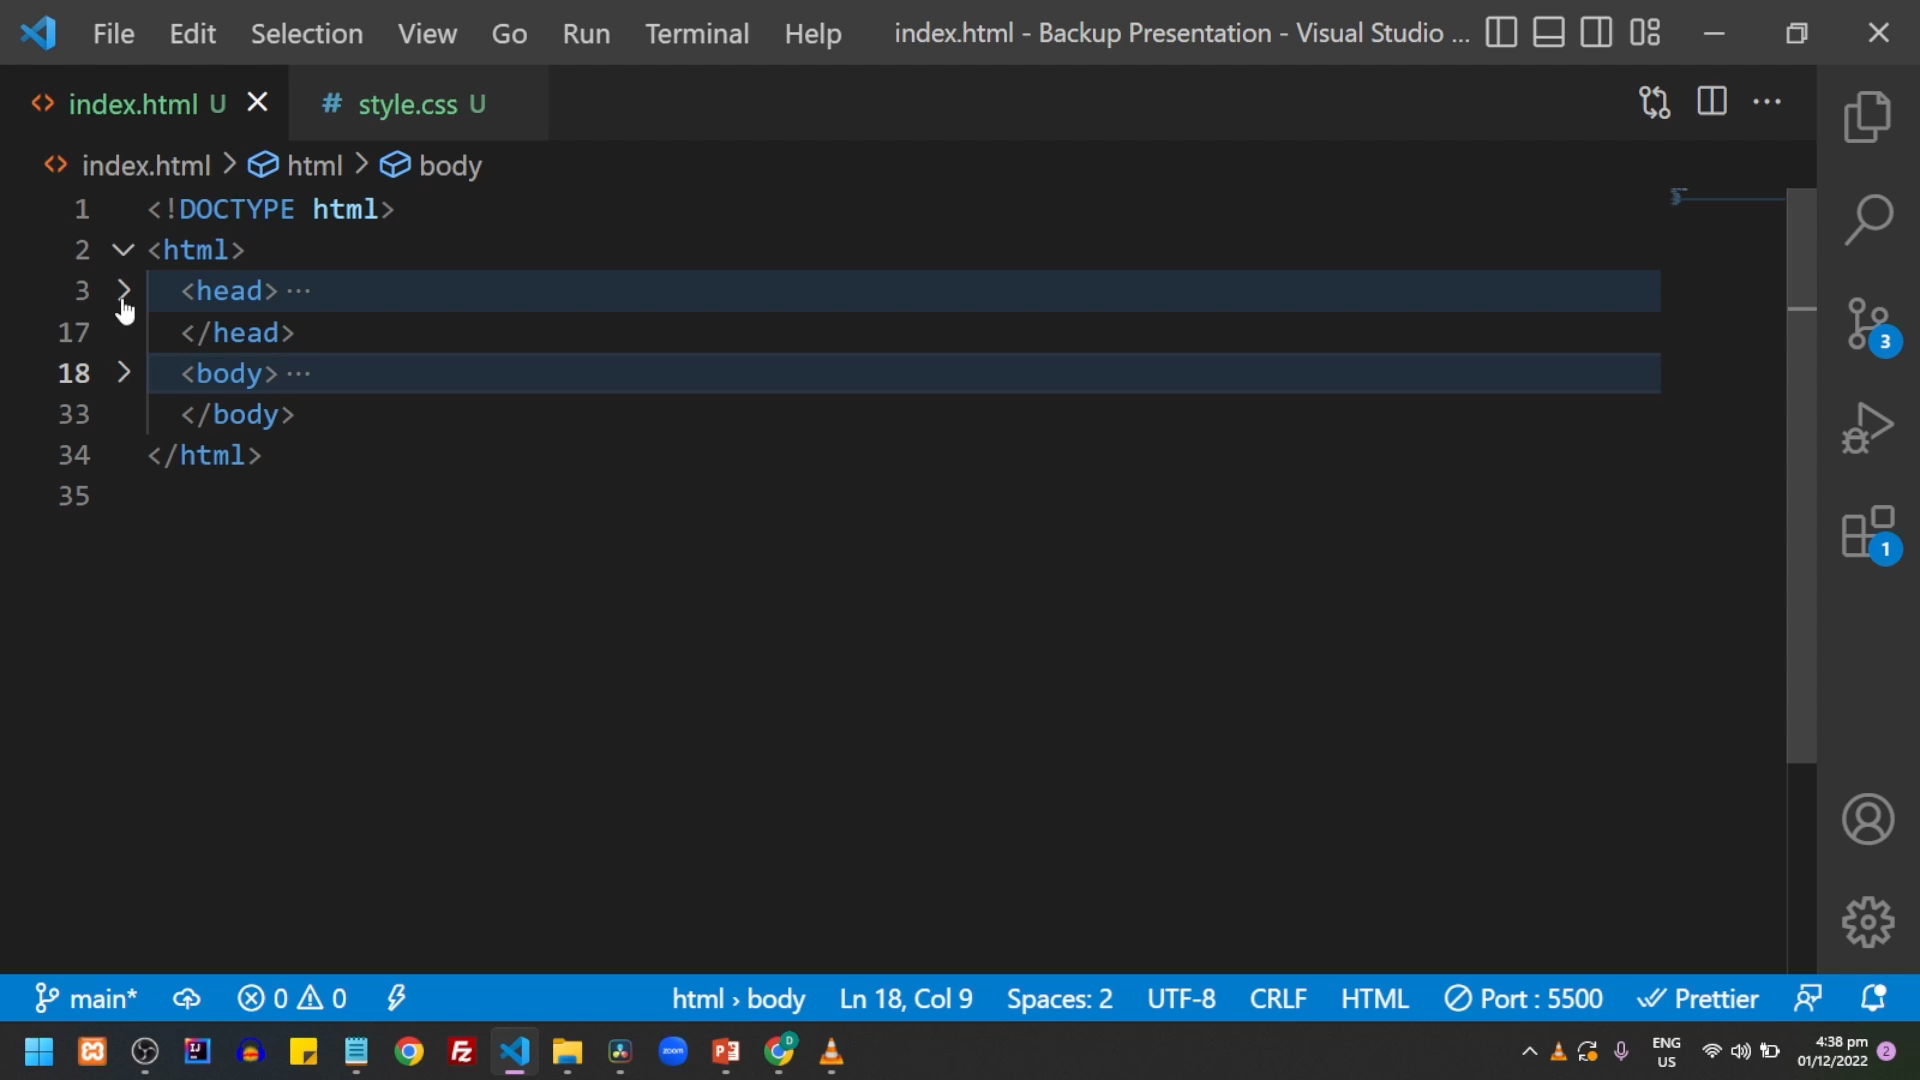 File Edit Selection View Go Run Terminal Help index.html - Backup Presentation - Visual Studio ...
index.html U # style.css U
<> index.html > html > body
1 <!DOCTYPE html>
2 <html>
3 <head>···
17 </head>
18 <body>···
33 </body>
34 </html>
35
3
1
main* 0 0 html › body Ln 18, Col 9 Spaces: 2 UTF-8 CRLF HTML Port : 5500 Prettier
zoom D ENG 4:38 pm
US 01/12/2022 2